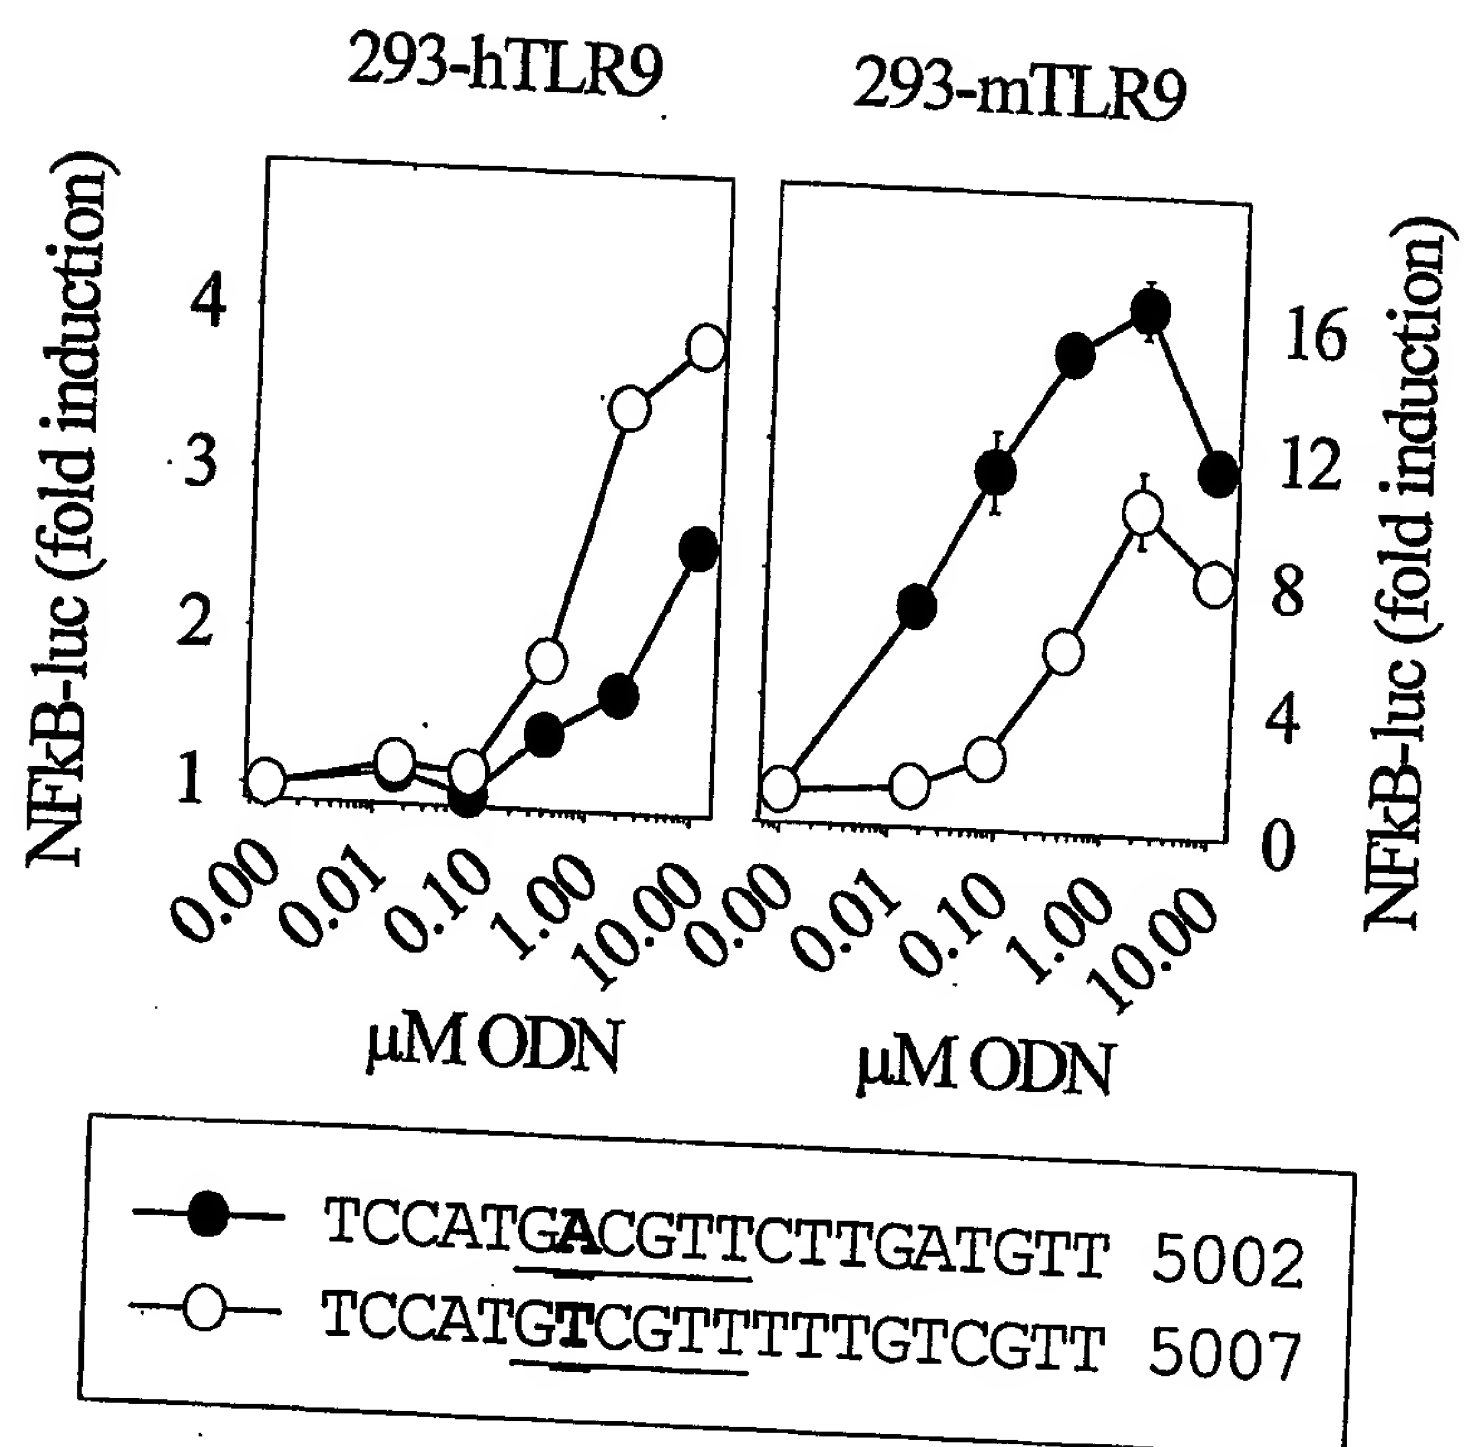 293-hTLR9
293-mTLR9
NFkB-luc (fold induction)
4
3
2
1
0.00
0.01
0.10
1.00
10.00
μM ODN
0.00
0.01
0.10
1.00
10.00
μM ODN
16
12
8
4
0
NFkB-luc (fold induction)
TCCATGACGTTCTTGATGTT 5002
TCCATGTCGTTTTTGTCGTT 5007